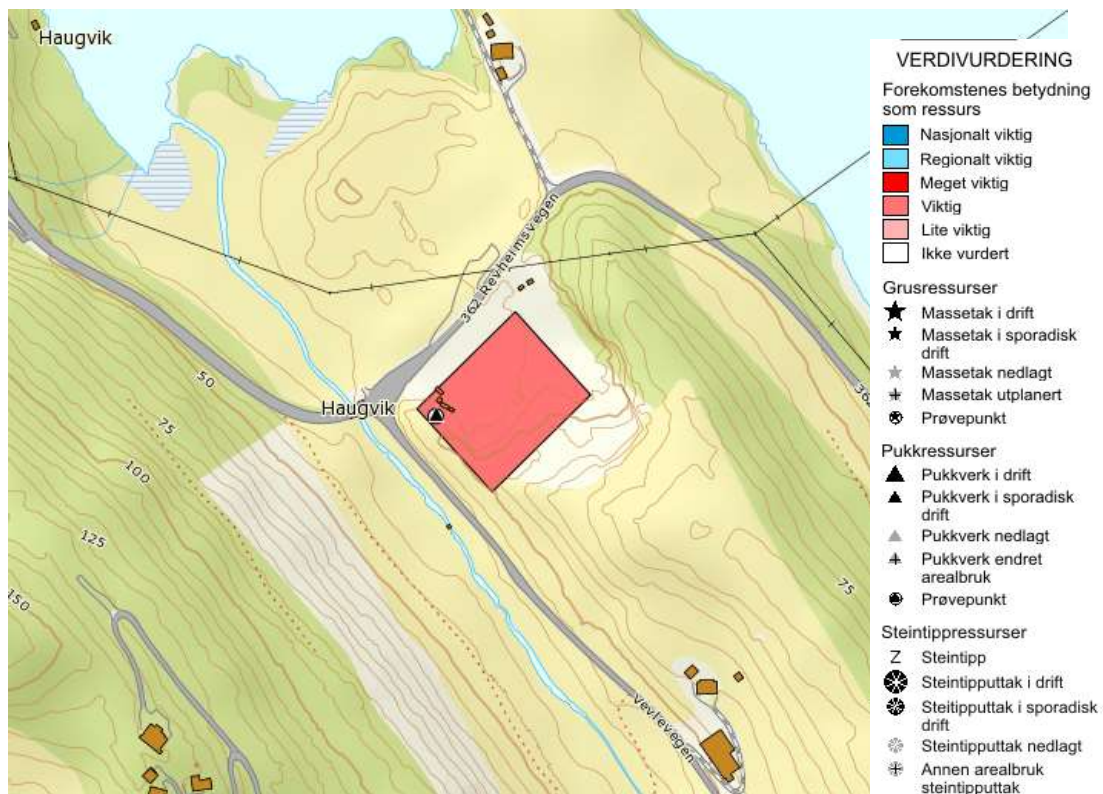 Haugvik
362 Revheimsvegen
50
Haugvik
75
100
125
150
362
75
Vevlevegen
VERDIVURDERING
Forekomstenes betydning
som ressurs
Nasjonalt viktig
Regionalt viktig
Meget viktig
Viktig
Lite viktig
Ikke vurdert
Grusressurser
Massetak i drift
Massetak i sporadisk
drift
Massetak nedlagt
Massetak utplanert
Prøvepunkt
Pukkressurser
Pukkverk i drift
Pukkverk i sporadisk
drift
Pukkverk nedlagt
Pukkverk endret
arealbruk
Prøvepunkt
Steintippressurser
Z Steintipp
Steintipputtak i drift
Steitipputtak i sporadisk
drift
Steintipputtak nedlagt
Annen arealbruk
steintipputtak